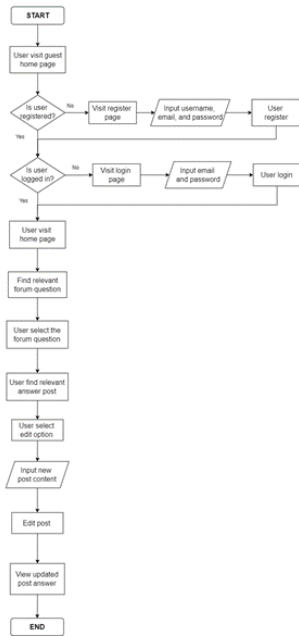 START
User visit guest
home page
Is user
registered?
No
Visit register
page
Input username,
email, and password
User
register
Yes
Is user
logged in?
No
Visit login
page
Input email
and password
User login
Yes
User visit
home page
Find relevant
forum question
User select the
forum question
User find relevant
answer post
User select
edit option
Input new
post content
Edit post
View updated
post answer
END